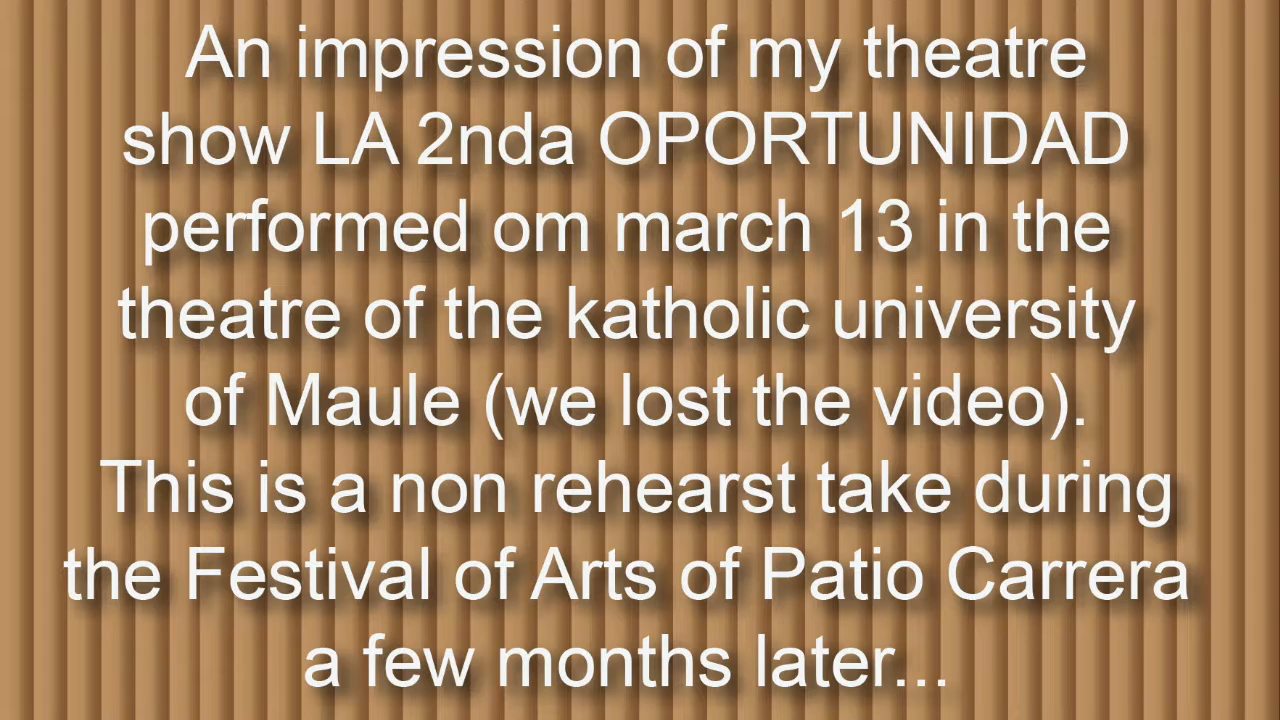 An impression of my theatre
show LA 2nda OPORTUNIDAD
performed om march 13 in the
theatre of the katholic university
of Maule (we lost the video).
This is a non rehearst take during
the Festival of Arts of Patio Carrera
a few months later...